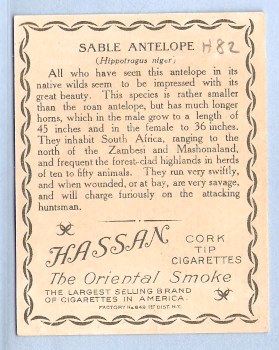 SABLE ANTELOPE H82
(Hippotragus niger)
All who have seen this antelope in its
native wilds seem to be impressed with its
great beauty. This species is rather smaller
than the roan antelope, but has much longer
horns, which in the male grow to a length of
45 inches and in the female to 36 inches.
They inhabit South Africa, ranging to the
north of the Zambesi and Mashonaland,
and frequent the forest-clad highlands in herds
of ten to fifty animals. They run very swiftly,
and when wounded, or at bay, are very savage,
and will charge furiously on the attacking
huntsman.
HASSAN
CORK
TIP
CIGARETTES
The Oriental Smoke
THE LARGEST SELLING BRAND
OF CIGARETTES IN AMERICA.
FACTORY No. 649 1ST DIST. N.Y.